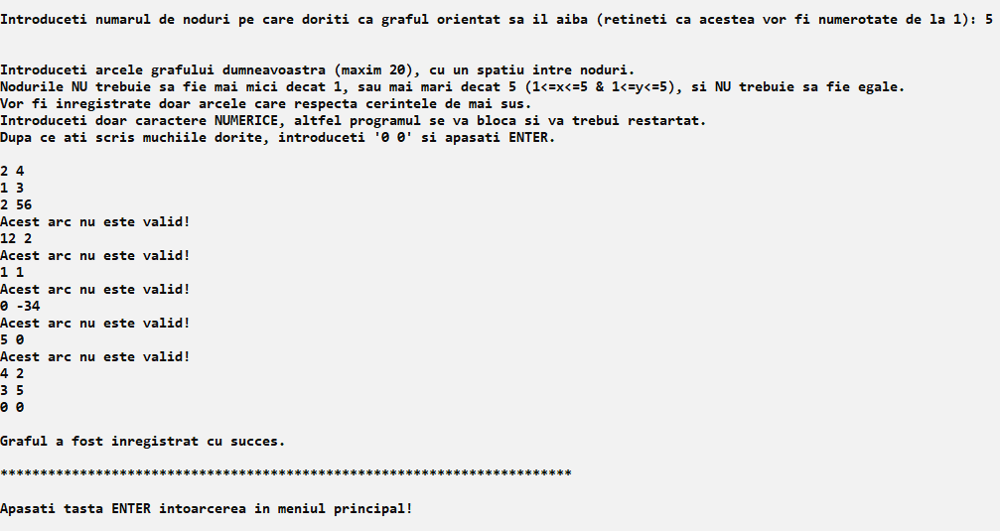 Introduceti numarul de noduri pe care doriti ca graful orientat sa il aiba (retineti ca acestea vor fi numerotate de la 1): 5
Introduceti arcele grafului dumneavoastra (maxim 20), cu un spatiu intre noduri.
Nodurile NU trebuie sa fie mai mici decat 1, sau mai mari decat 5 (1<=x<=5 & 1<=y<=5), si NU trebuie sa fie egale.
Vor fi inregistrate doar arcele care respecta cerintele de mai sus.
Introduceti doar caractere NUMERICE, altfel programul se va bloca si va trebui restartat.
Dupa ce ati scris muchiile dorite, introduceti '0 0' si apasati ENTER.
2 4
1 3
2 56
Acest arc nu este valid!
12 2
Acest arc nu este valid!
1 1
Acest arc nu este valid!
0 -34
Acest arc nu este valid!
5 0
Acest arc nu este valid!
4 2
3 5
0 0
Graful a fost inregistrat cu succes.
************************************************************************
Apasati tasta ENTER intoarcerea in meniul principal!